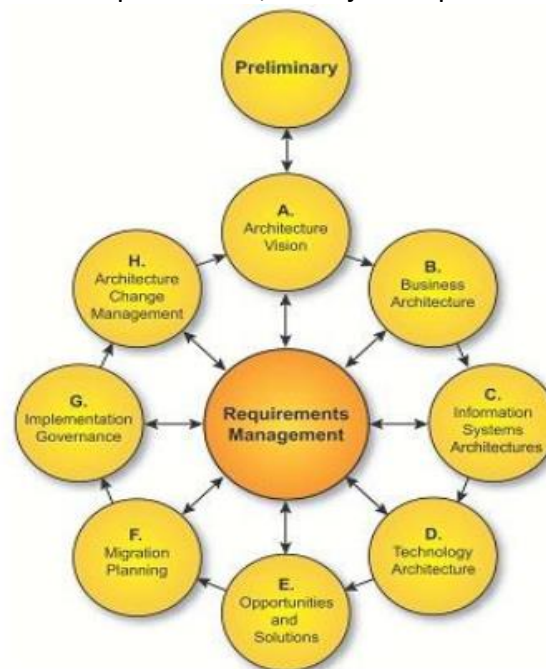 Preliminary
A.
Architecture
Vision
B.
Business
Architecture
C.
Information
Systems
Architectures
D.
Technology
Architecture
E.
Opportunities
and
Solutions
F.
Migration
Planning
G.
Implementation
Governance
H.
Architecture
Change
Management
Requirements
Management